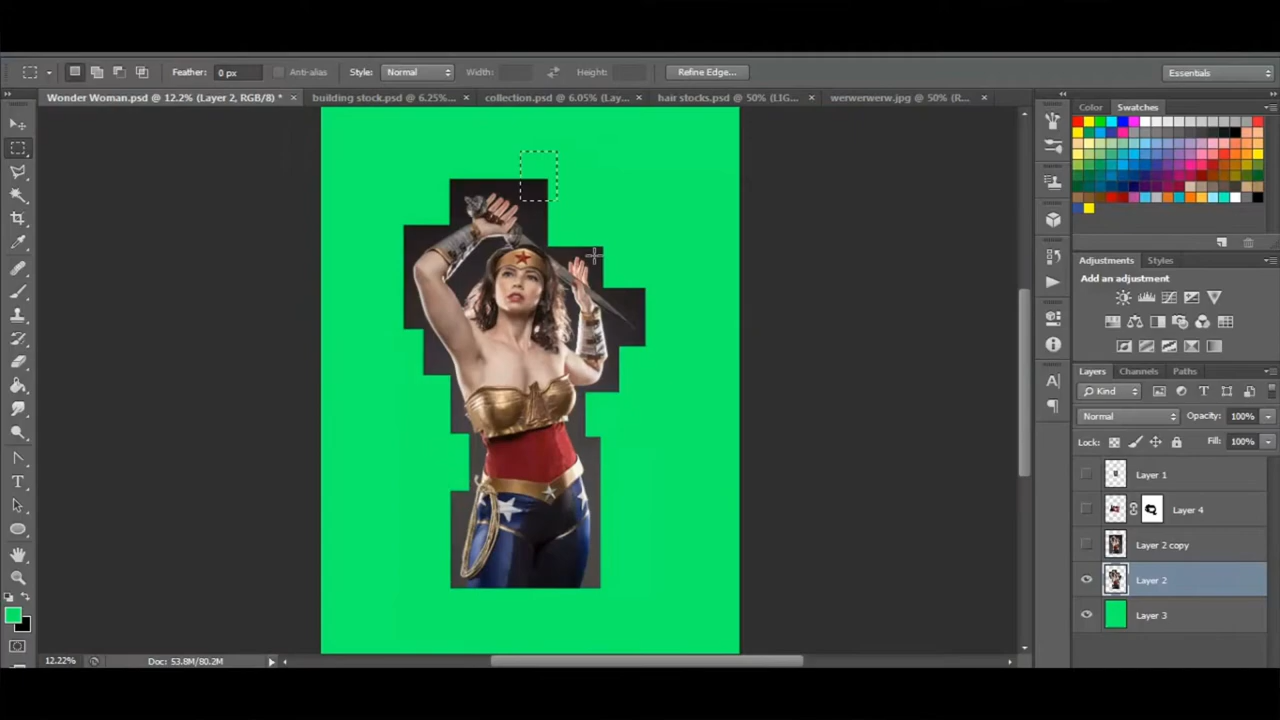 Feather: 0 px Anti-alias Style: Normal Width: Height: Refine Edge... Essentials
Wonder Woman.psd @ 12.2% (Layer 2, RGB/8) * × building stock.psd @ 6.25%... × collection.psd @ 6.05% (Lay... × hair stocks.psd @ 50% (LIG... × werwerwerw.jpg @ 50% (R... ×
Color Swatches
Adjustments Styles
Add an adjustment
Layers Channels Paths
Kind
Normal Opacity: 100%
Lock: Fill: 100%
Layer 1
Layer 4
Layer 2 copy
Layer 2
Layer 3
12.22% Doc: 53.8M/80.2M